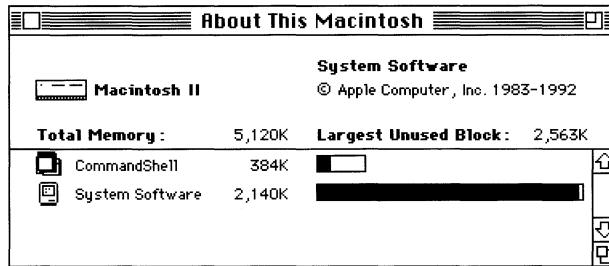 About This Macintosh
System Software
Macintosh II © Apple Computer, Inc. 1983-1992
Total Memory: 5,120K Largest Unused Block: 2,563K
CommandShell 384K
System Software 2,140K